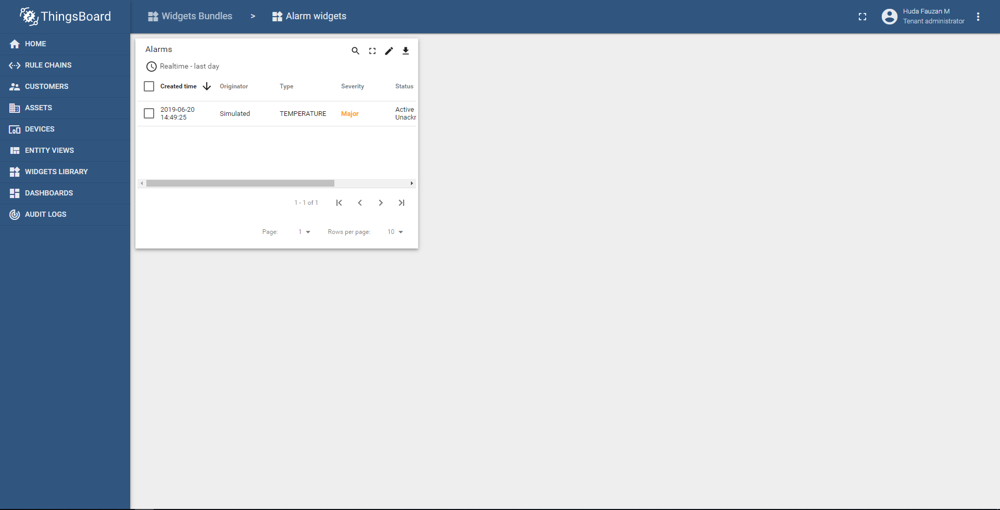 ThingsBoard
Widgets Bundles > Alarm widgets
Huda Fauzan M
Tenant administrator
HOME
RULE CHAINS
CUSTOMERS
ASSETS
DEVICES
ENTITY VIEWS
WIDGETS LIBRARY
DASHBOARDS
AUDIT LOGS
Alarms
Realtime - last day
Created time Originator Type Severity Status
2019-06-20
14:49:25
Simulated TEMPERATURE Major
Active
Unackn
1 - 1 of 1
Page: 1 Rows per page: 10